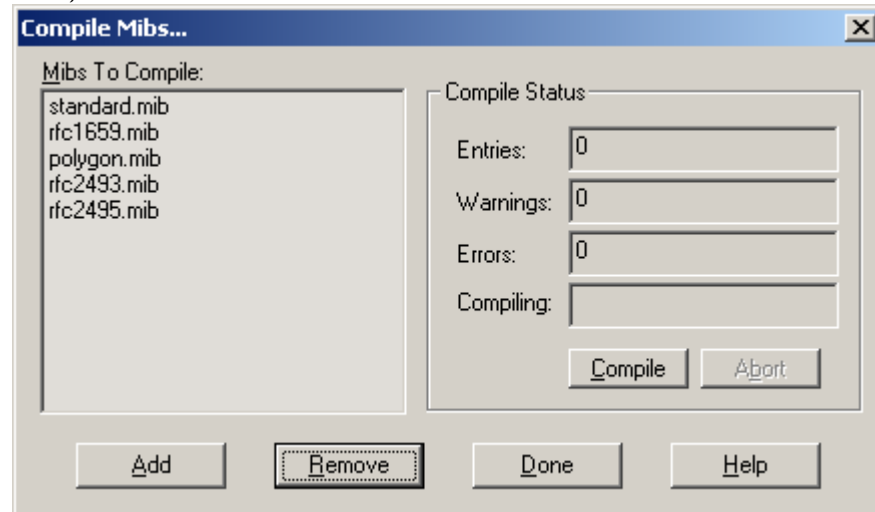 Compile Mibs...
Mibs To Compile:
standard.mib
rfc1659.mib
polygon.mib
rfc2493.mib
rfc2495.mib
Compile Status
Entries: 0
Warnings: 0
Errors: 0
Compiling:
Compile Abort
Add Remove Done Help